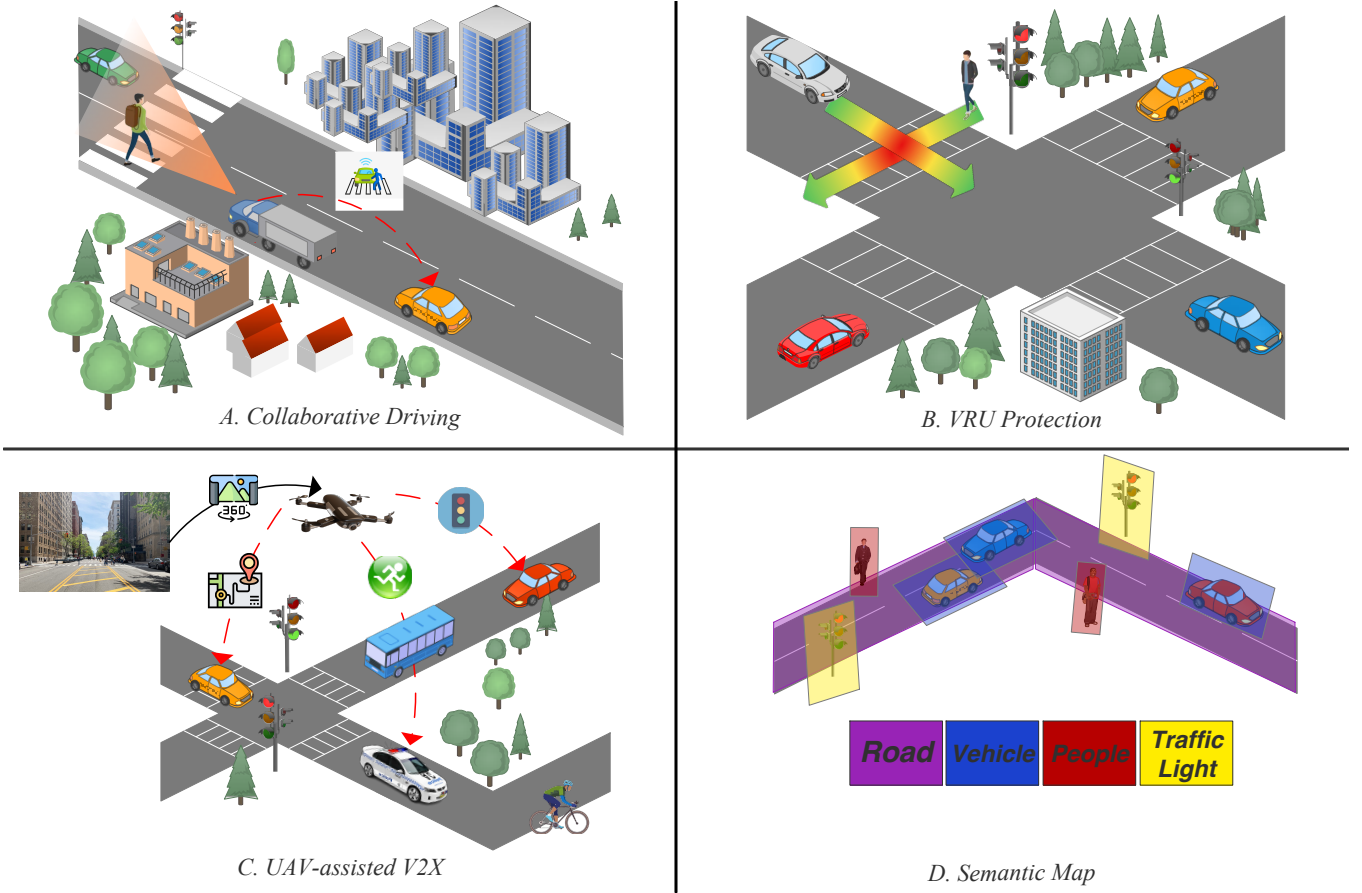 A. Collaborative Driving
B. VRU Protection
360°
C. UAV-assisted V2X
Road
Vehicle
People
Traffic
Light
D. Semantic Map